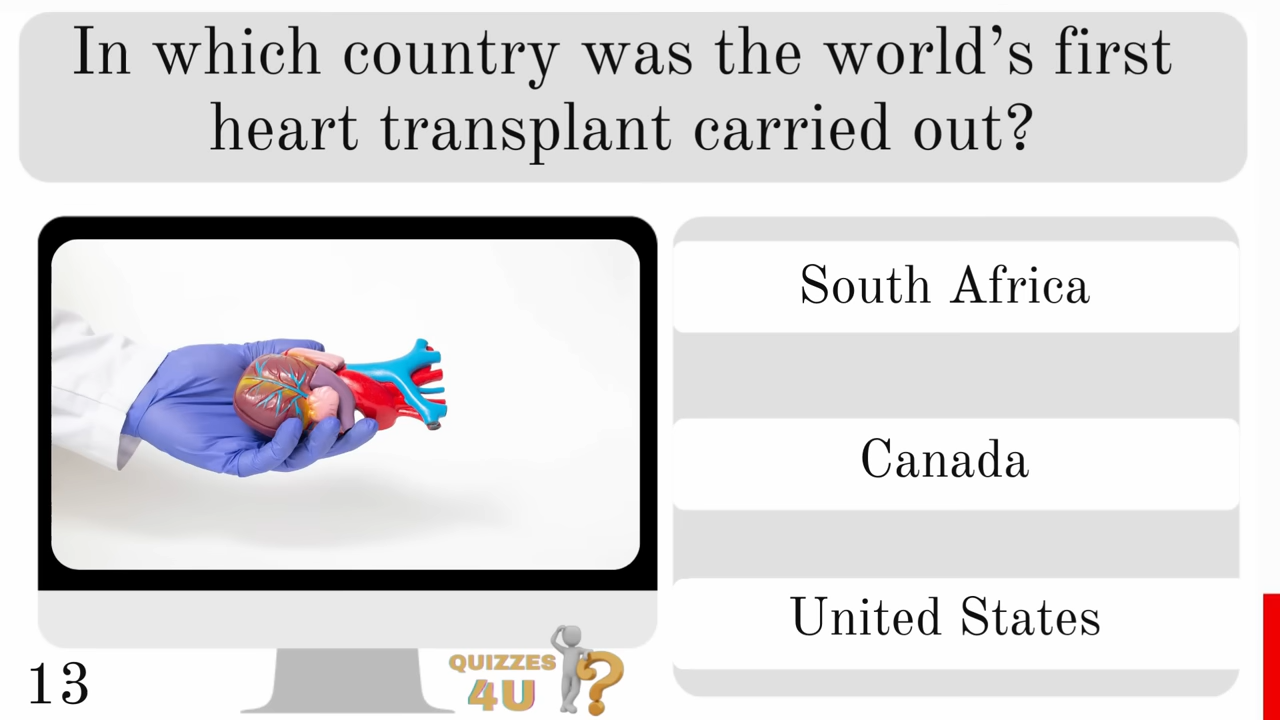 In which country was the world’s first
heart transplant carried out?
South Africa
Canada
United States
13
QUIZZES
4U
?